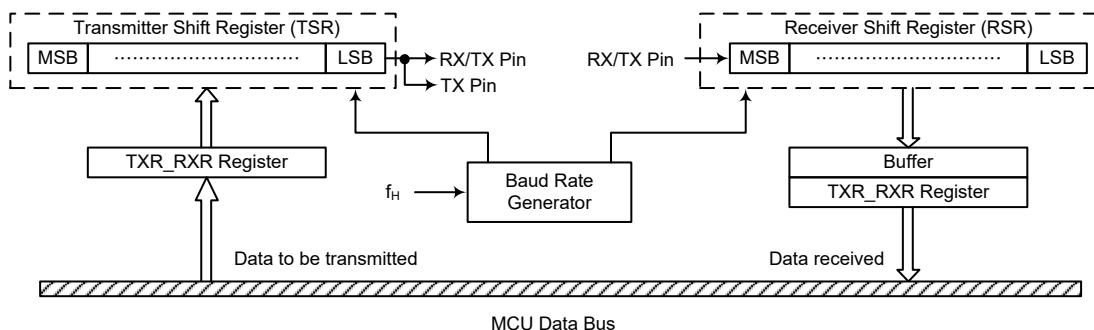 Transmitter Shift Register (TSR)
MSB ………………………… LSB
RX/TX Pin
TX Pin
Receiver Shift Register (RSR)
RX/TX Pin
MSB ………………………… LSB
TXR_RXR Register
fH
Baud Rate
Generator
Buffer
TXR_RXR Register
Data to be transmitted
Data received
MCU Data Bus